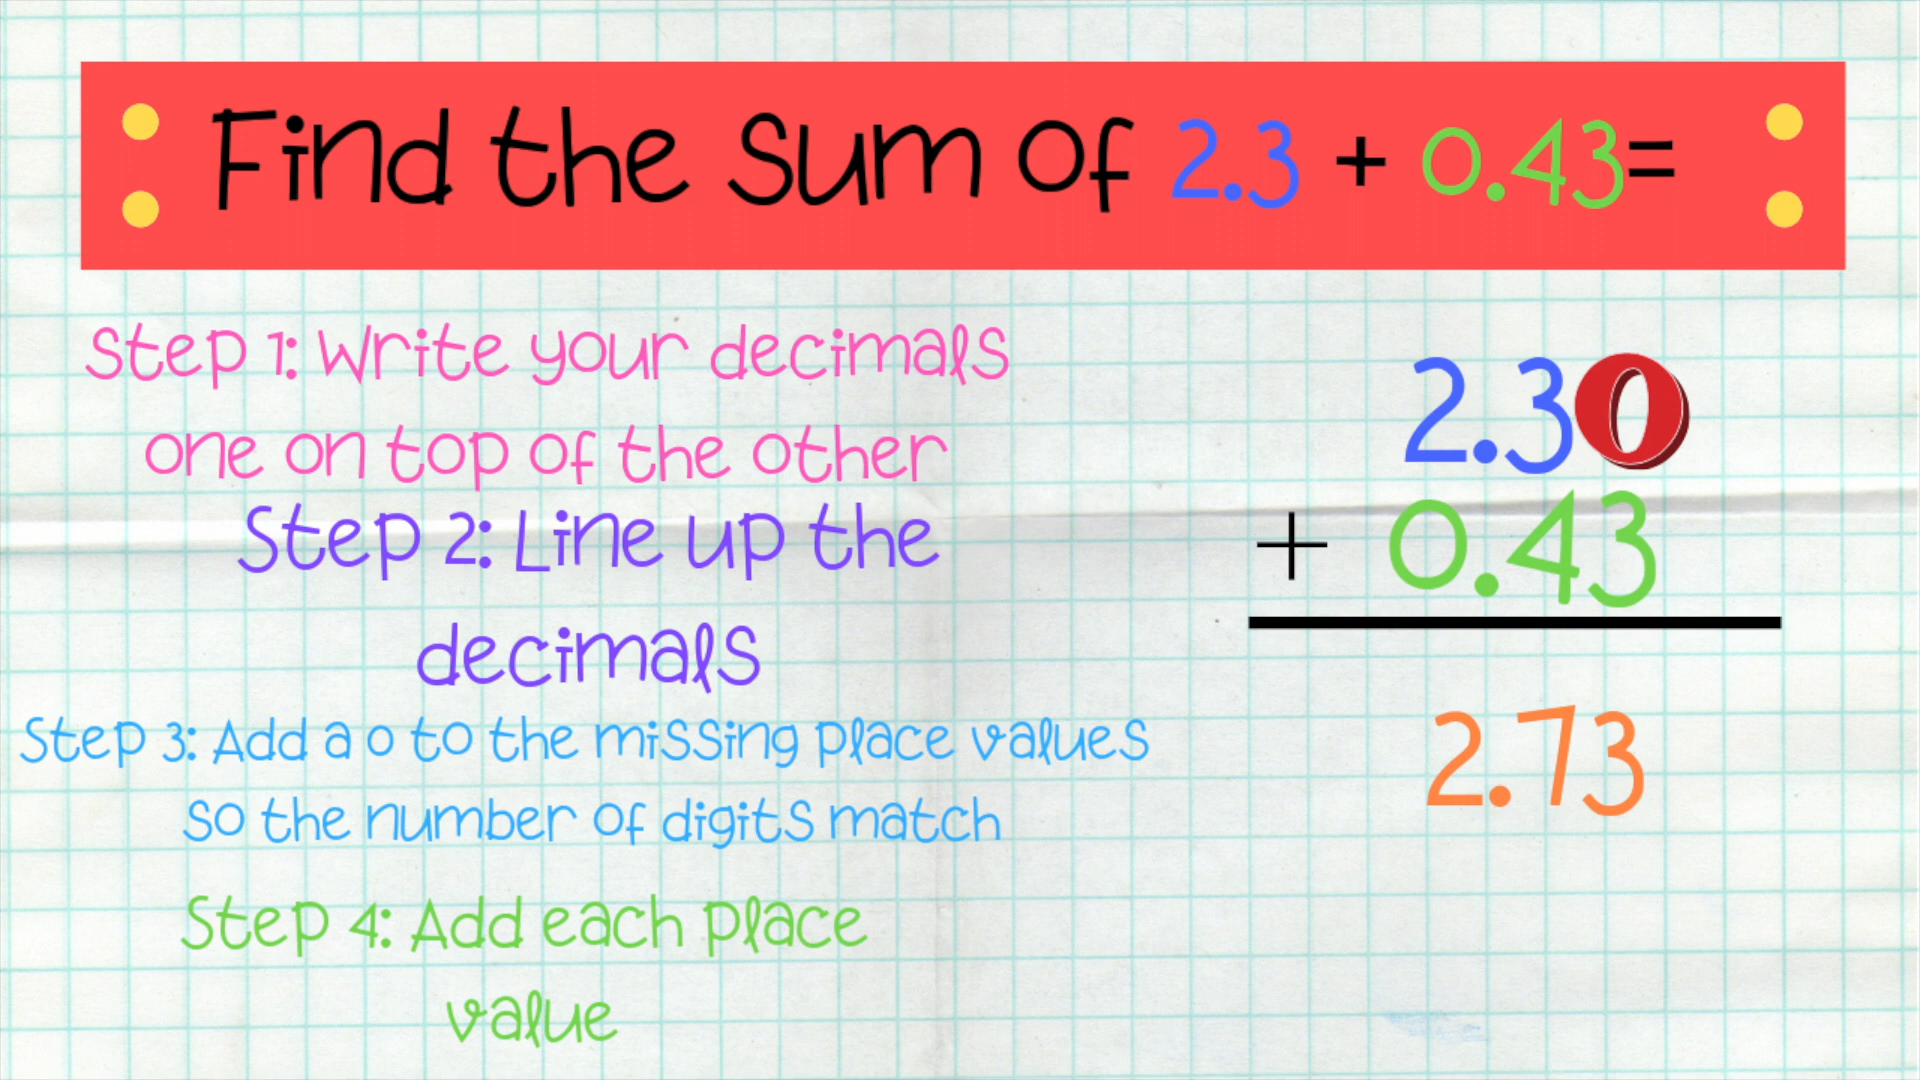 Find the sum of 2.3 + 0.43=
Step 1: Write your decimals
one on top of the other
Step 2: Line up the
decimals
Step 3: Add a 0 to the missing place values
so the number of digits match
Step 4: Add each place
value
2.30
+ 0.43
2.73